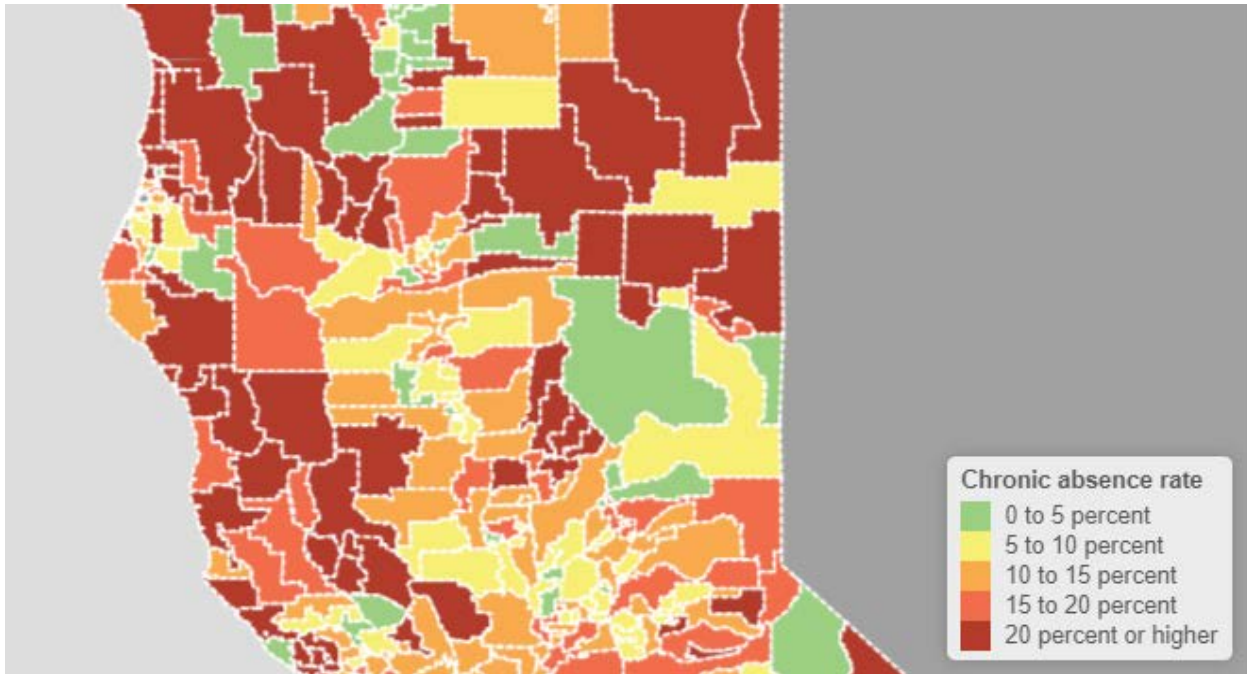 Chronic absence rate
0 to 5 percent
5 to 10 percent
10 to 15 percent
15 to 20 percent
20 percent or higher